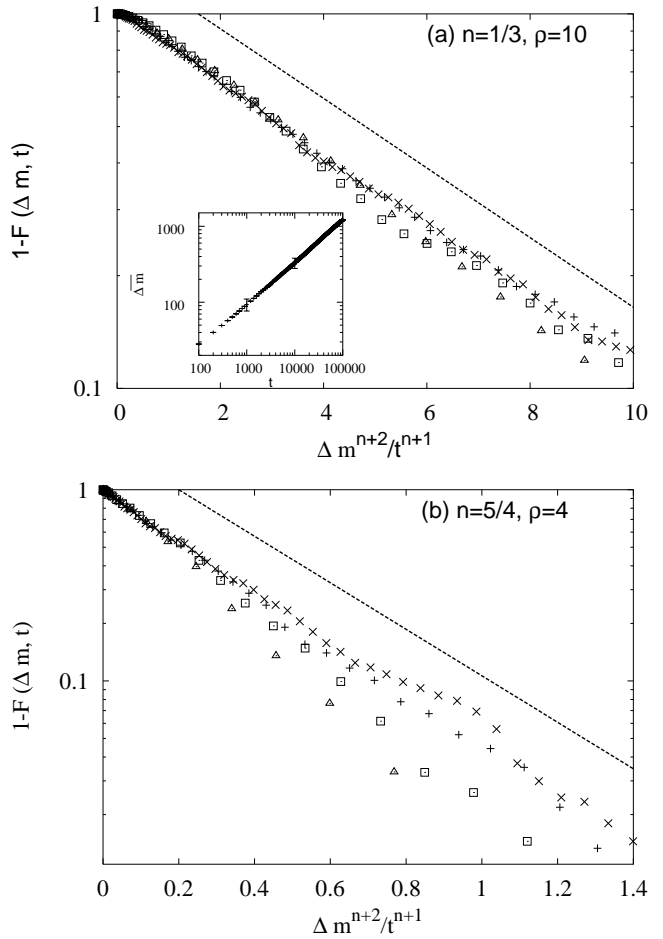 1
(a) n=1/3, ρ=10
1-F (Δ m, t)
1000
100
Δ m
100 1000 10000 100000
t
0.1
0 2 4 6 8 10
Δ m^{n+2}/t^{n+1}
1
(b) n=5/4, ρ=4
1-F (Δ m, t)
0.1
0 0.2 0.4 0.6 0.8 1 1.2 1.4
Δ m^{n+2}/t^{n+1}